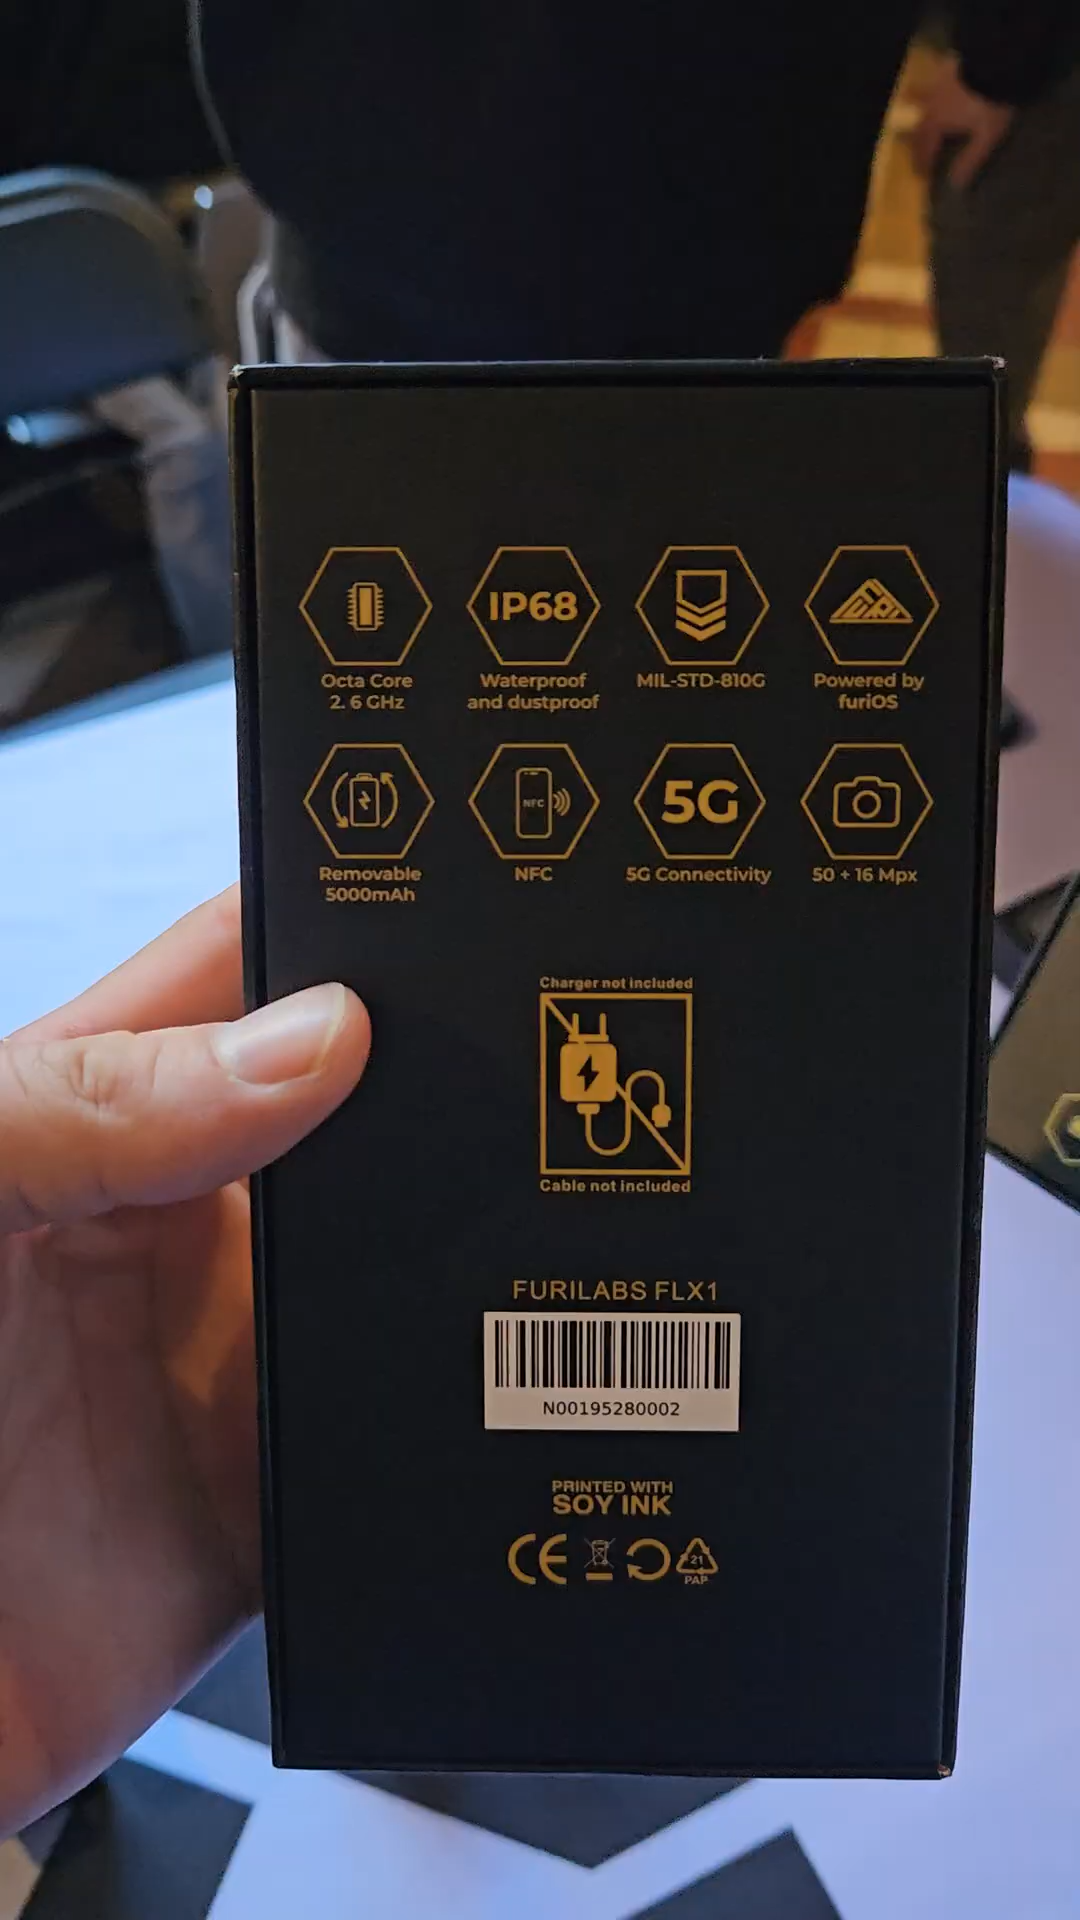 IP68
FURI
Octa Core
2. 6 GHz
Waterproof
and dustproof
MIL-STD-810G
Powered by
furiOS
NFC
5G
Removable
5000mAh
NFC
5G Connectivity
50 + 16 Mpx
Charger not included
Cable not included
FURILABS FLX1
N00195280002
PRINTED WITH
SOY INK
CE
21
PAP